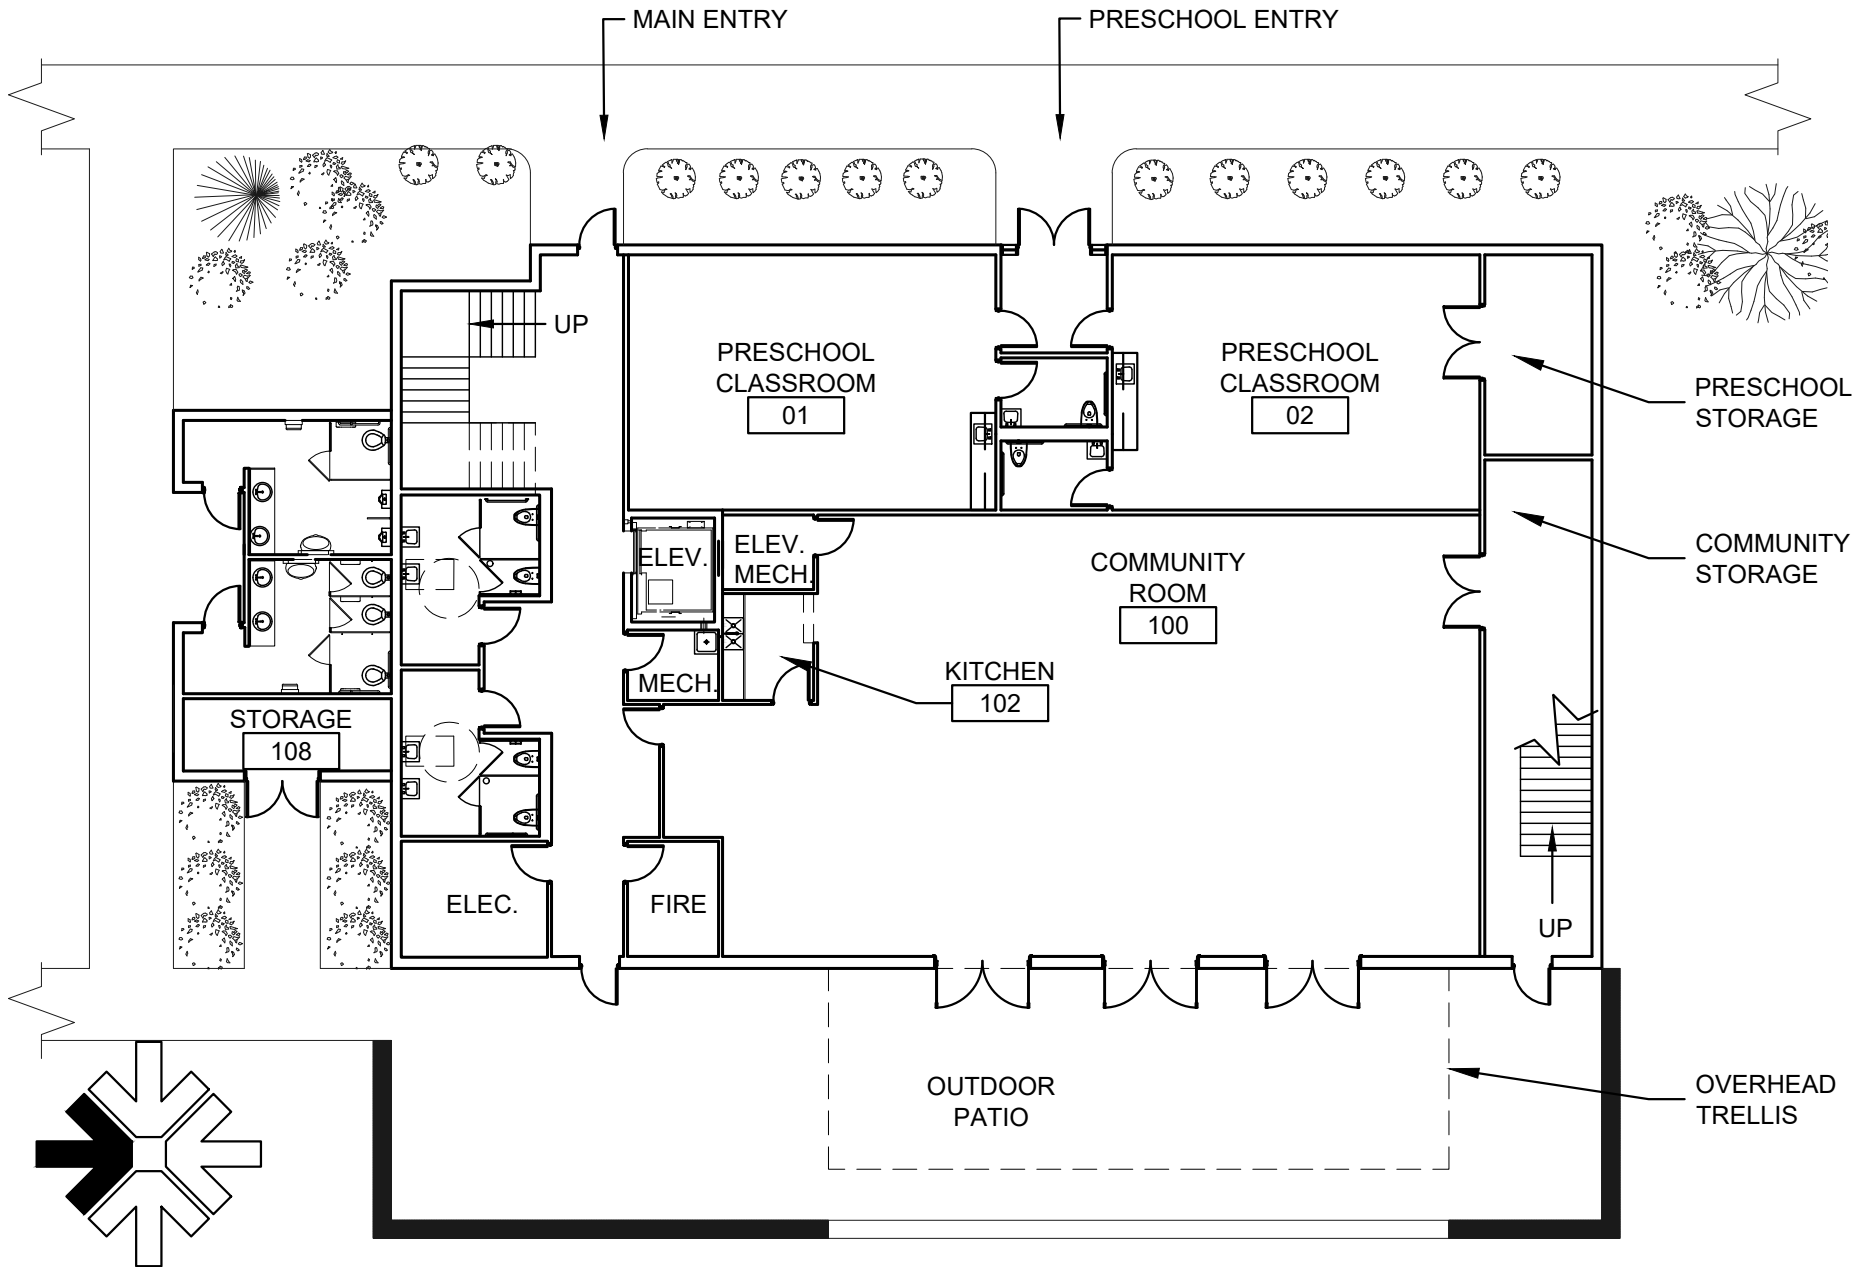 MAIN ENTRY
PRESCHOOL ENTRY
UP
PRESCHOOL
CLASSROOM
01
PRESCHOOL
CLASSROOM
02
PRESCHOOL
STORAGE
ELEV.
ELEV.
MECH.
COMMUNITY
ROOM
100
COMMUNITY
STORAGE
MECH.
KITCHEN
102
STORAGE
108
ELEC.
FIRE
UP
OUTDOOR
PATIO
OVERHEAD
TRELLIS